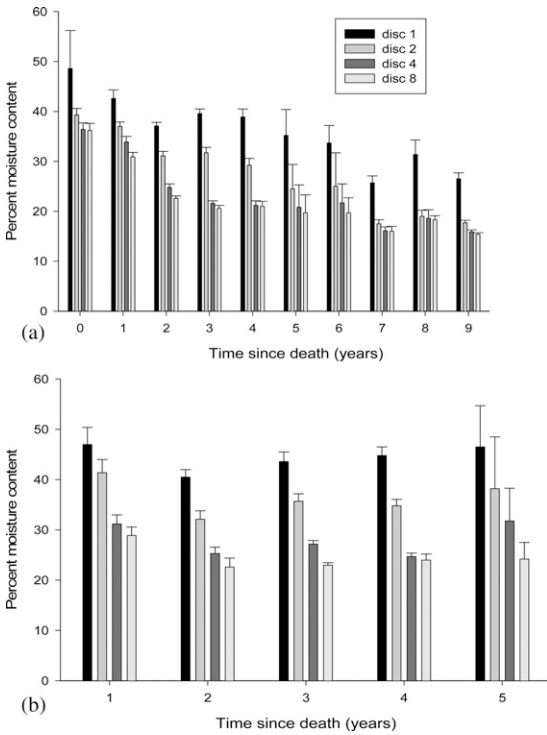 60
50
40
30
20
10
0
Percent moisture content
disc 1
disc 2
disc 4
disc 8
0 1 2 3 4 5 6 7 8 9
(a)
Time since death (years)
60
50
40
30
20
10
0
Percent moisture content
1 2 3 4 5
(b)
Time since death (years)